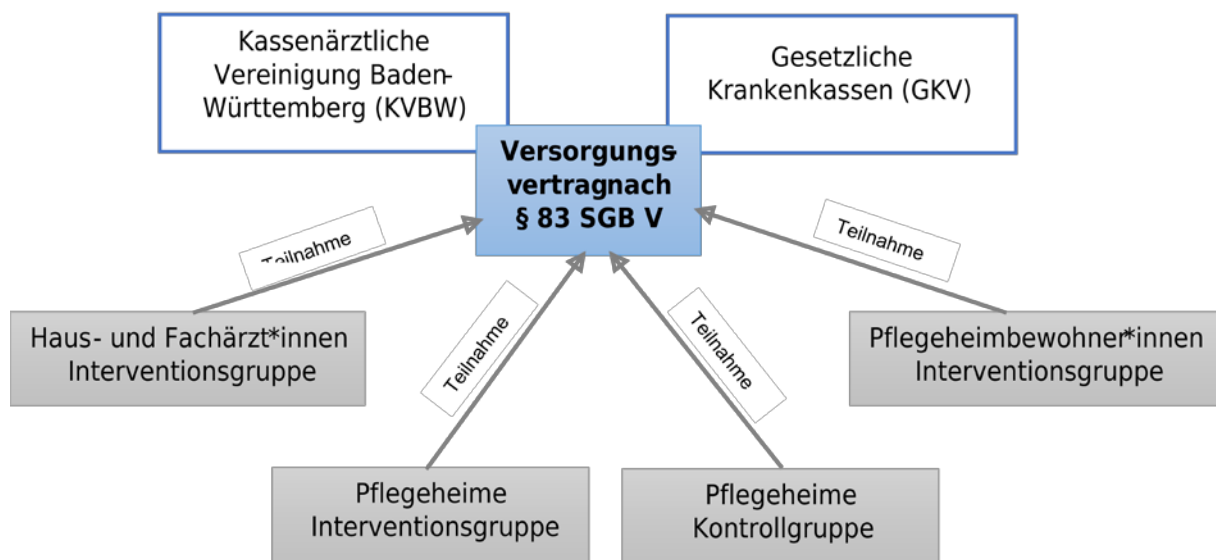 Kassenärztliche
Vereinigung Baden-
Württemberg (KVBW)
Gesetzliche
Krankenkassen (GKV)
Versorgungs-
vertragnach
§ 83 SGB V
Teilnahme
Teilnahme
Teilnahme
Teilnahme
Haus- und Fachärzt*innen
Interventionsgruppe
Pflegeheimbewohner*innen
Interventionsgruppe
Pflegeheime
Interventionsgruppe
Pflegeheime
Kontrollgruppe